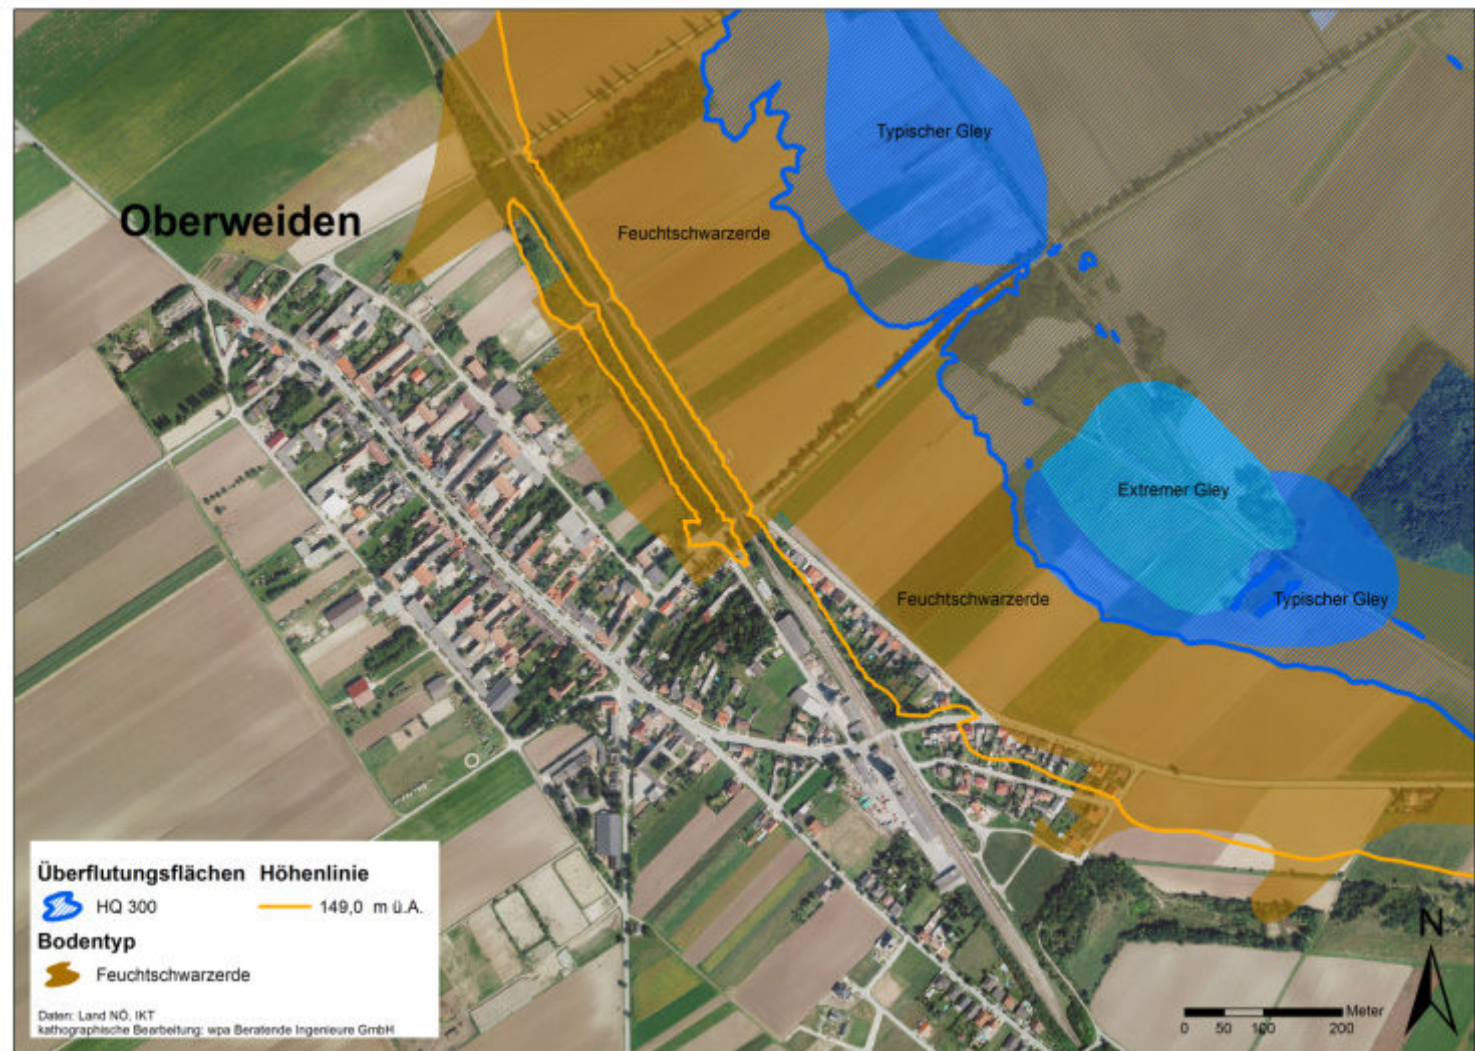 Typischer Gley
Oberweiden
Feuchtschwarzerde
Extremer Gley
Feuchtschwarzerde
Typischer Gley
Überflutungsflächen Höhenlinie
HQ 300 149,0 m ü.A.
Bodentyp
Feuchtschwarzerde
Daten: Land NÖ, IKT
kathographische Bearbeitung: wpa Beratende Ingenieure GmbH
N
Meter
0 50 100 200